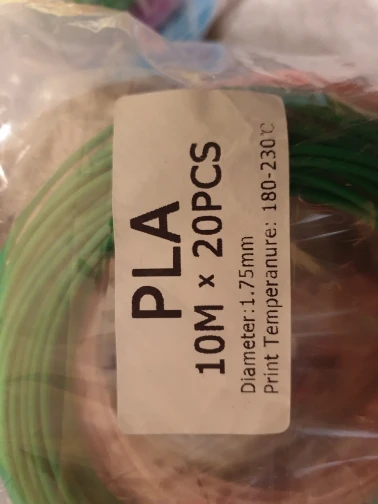 PLA
10M × 20PCS
Diameter:1.75mm
Print Temperanure: 180-230℃